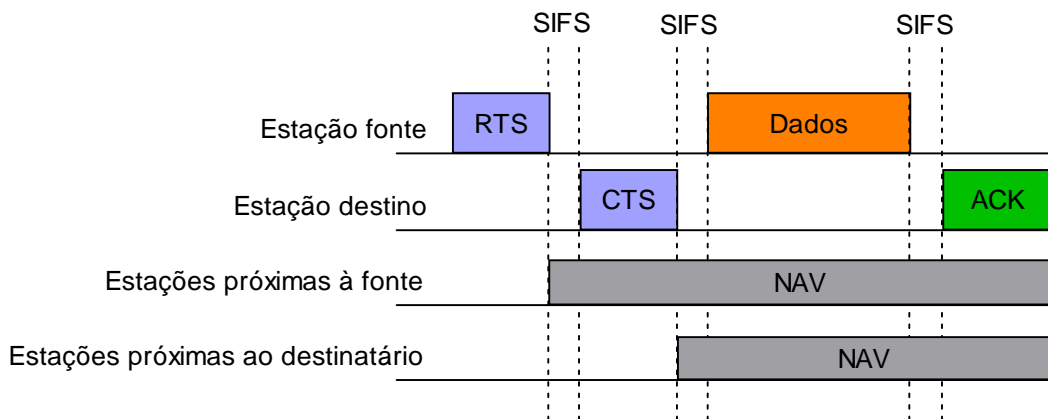 SIFS SIFS SIFS
Estação fonte RTS Dados
Estação destino CTS ACK
Estações próximas à fonte NAV
Estações próximas ao destinatário NAV